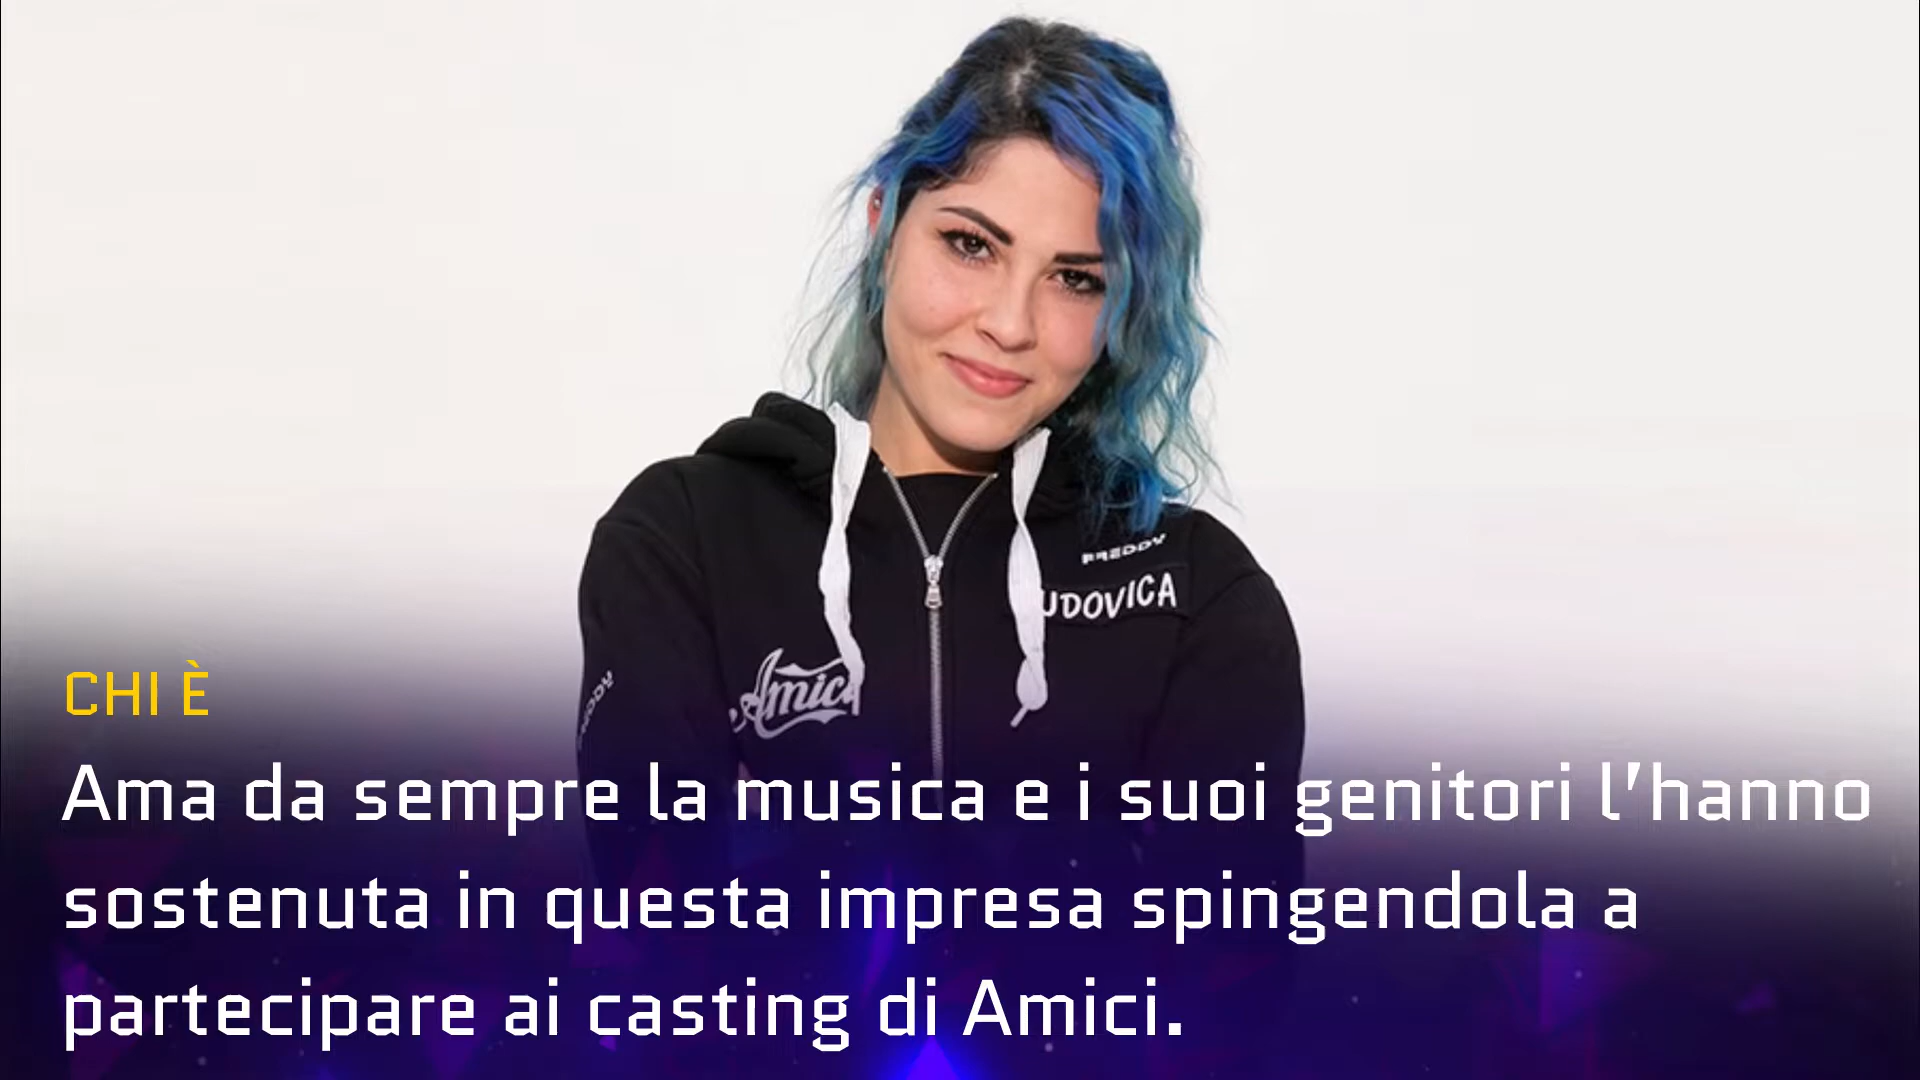 FREDDY
UDOVICA
Amici
CHI È
Ama da sempre la musica e i suoi genitori l'hanno
sostenuta in questa impresa spingendola a
partecipare ai casting di Amici.